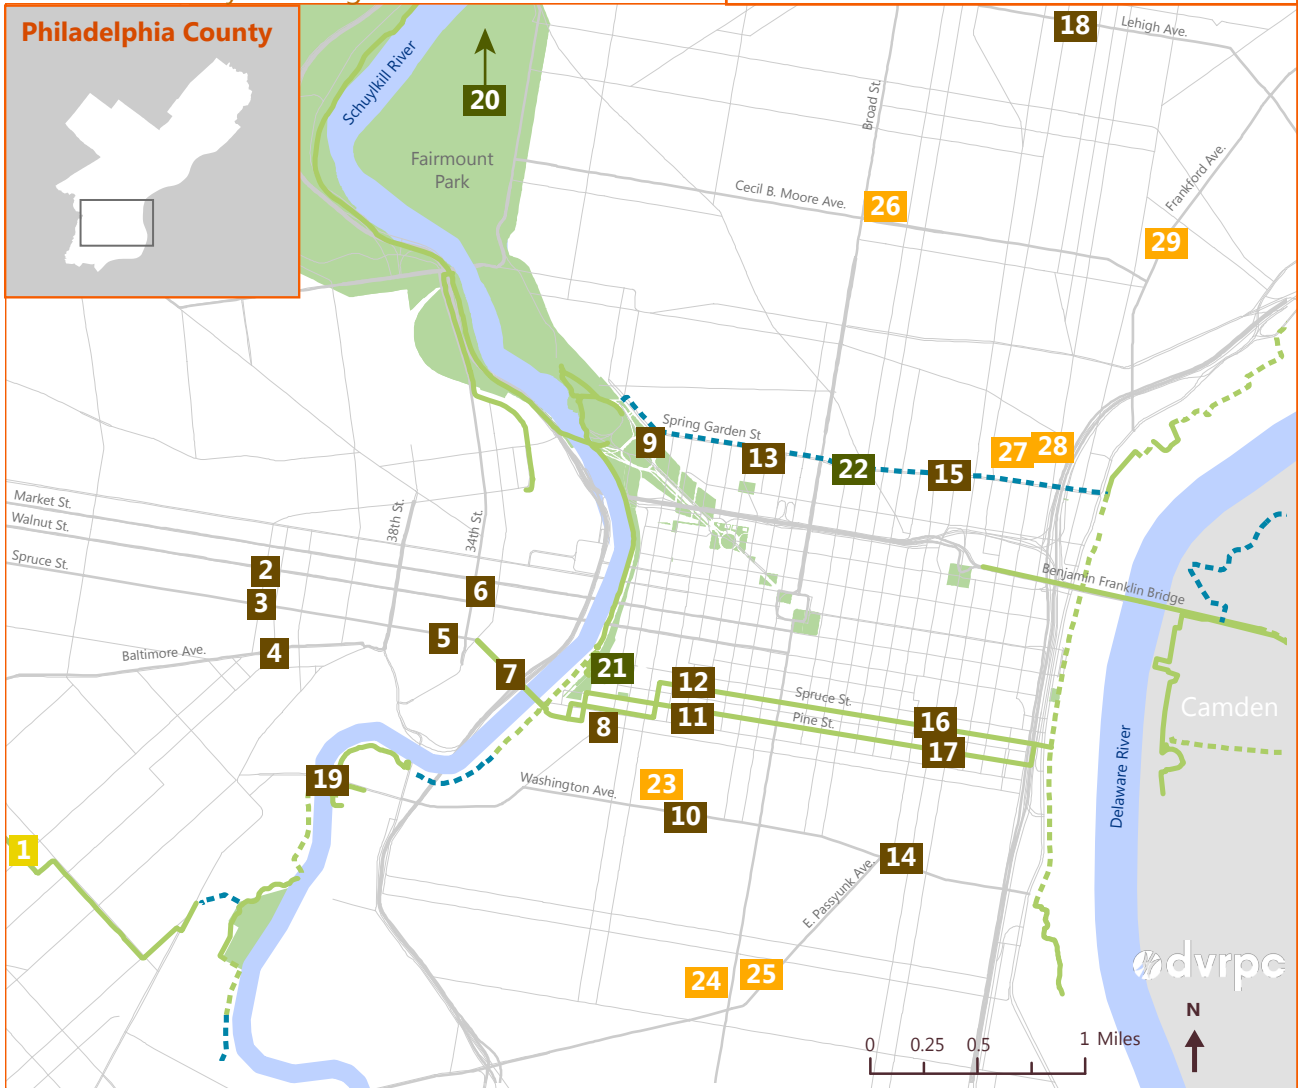 Philadelphia County
18
Lehigh Ave.
Schuylkill River
20
Broad St.
Fairmount
Park
Frankford Ave.
Cecil B. Moore Ave.
26
29
Spring Garden St
9
13
22
15
27
28
Market St.
Walnut St.
Spruce St.
38th St.
34th St.
2
3
6
Benjamin Franklin Bridge
5
4
Baltimore Ave.
7
21
12
11
Spruce St.
Pine St.
16
17
8
Camden
Delaware River
19
23
Washington Ave.
10
1
14
E. Passyunk Ave.
24
25
dvrpc
N
0 0.25 0.5 1 Miles